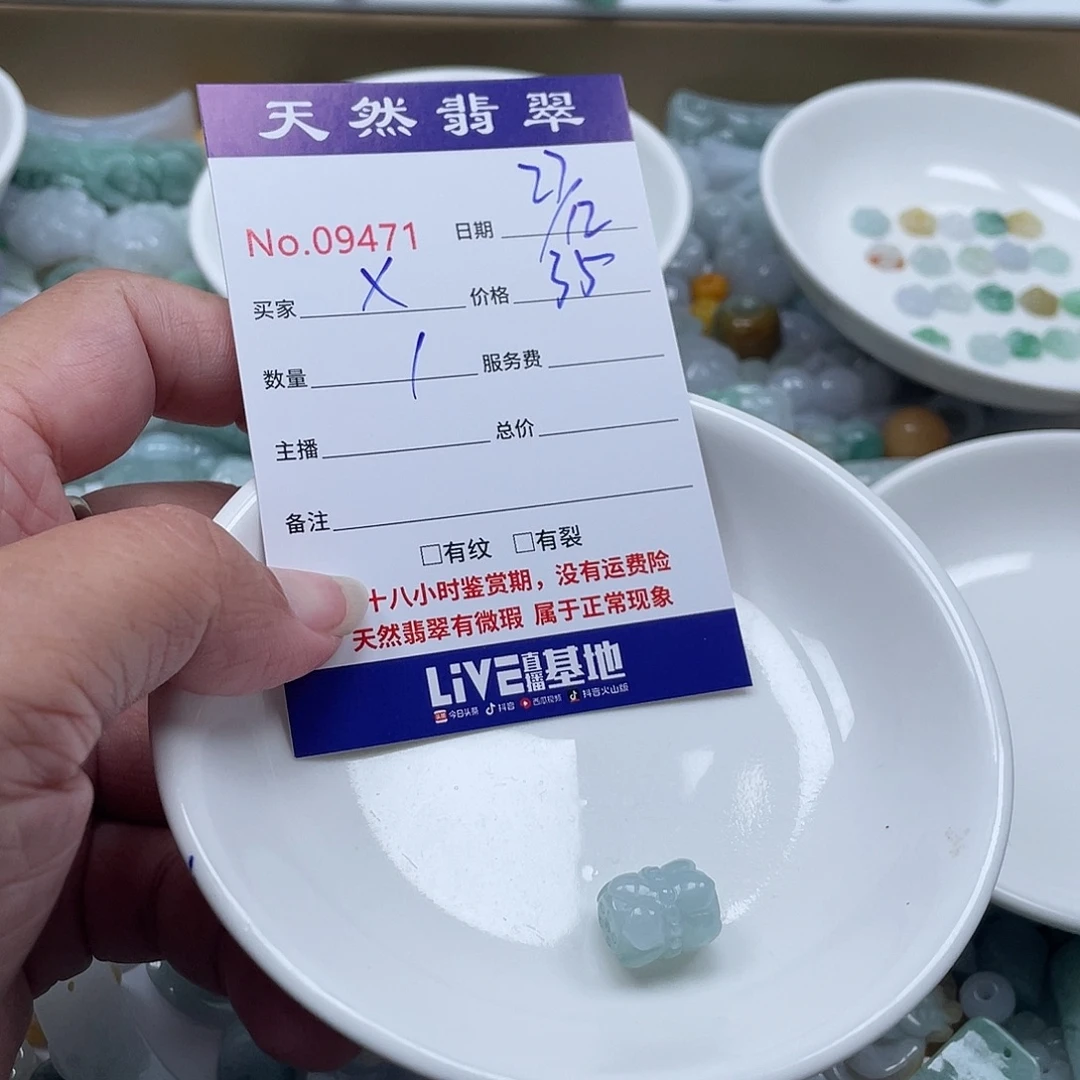 天然翡翠
No.09471 日期 27/12
买家 X 价格 35
数量 1 服务费
主播 总价
备注
□有纹 □有裂
十八小时鉴赏期，没有运费险
天然翡翠有微瑕 属于正常现象
LiVE直播基地
今日头条 抖音 西瓜视频 抖音火山版